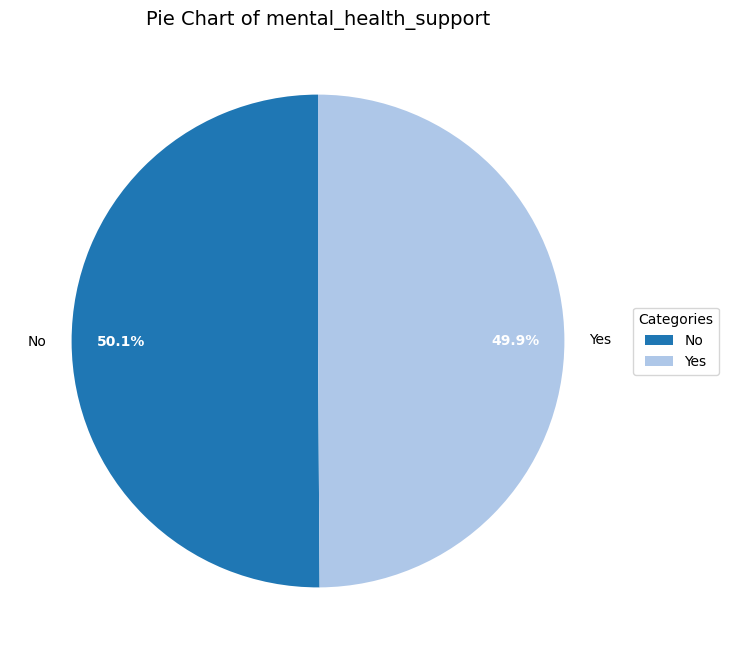 Pie Chart of mental_health_support
No
50.1%
49.9%
Yes
Categories
No
Yes